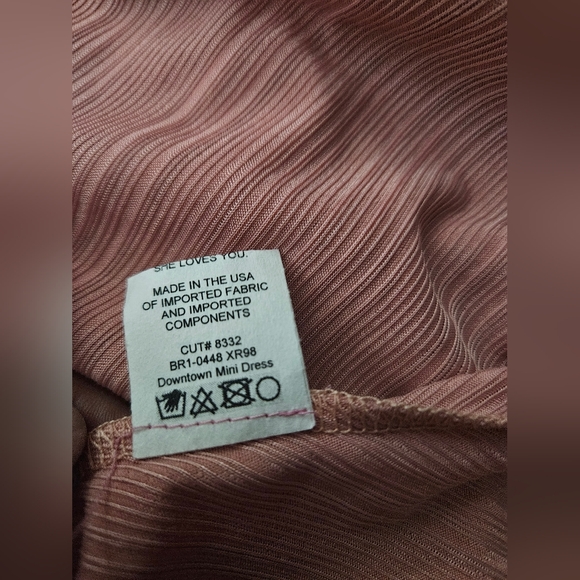 SHE LOVES YOU.
MADE IN THE USA
OF IMPORTED FABRIC
AND IMPORTED
COMPONENTS
CUT# 8332
BR1-0448 XR98
Downtown Mini Dress